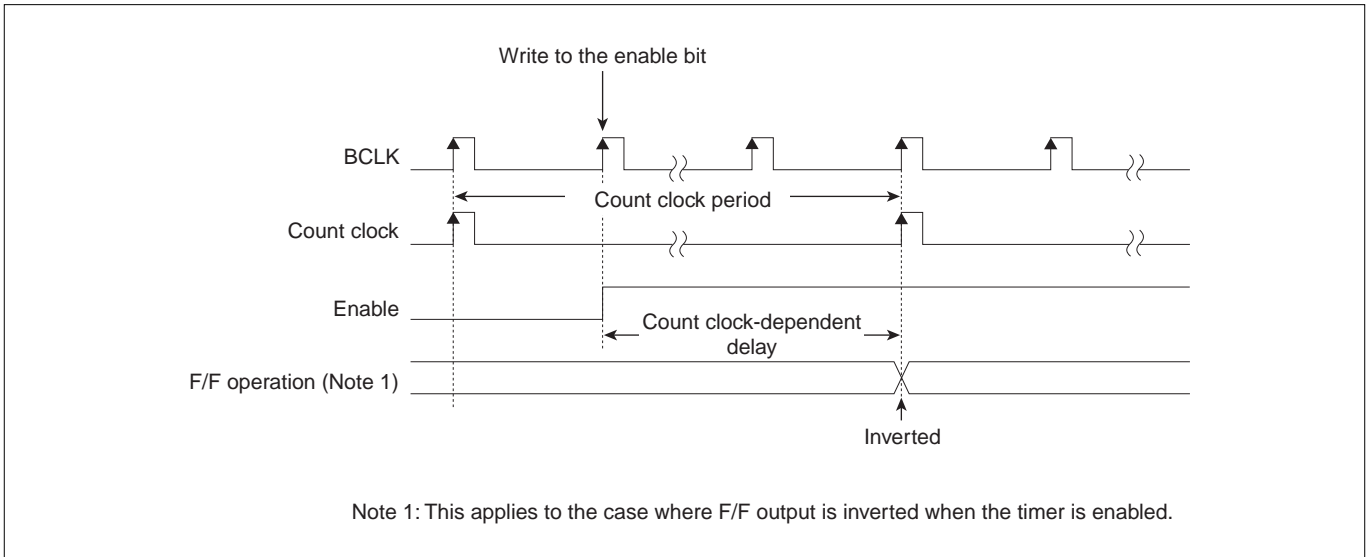 Write to the enable bit
BCLK
Count clock period
Count clock
Enable
Count clock-dependent
delay
F/F operation (Note 1)
Inverted
Note 1: This applies to the case where F/F output is inverted when the timer is enabled.